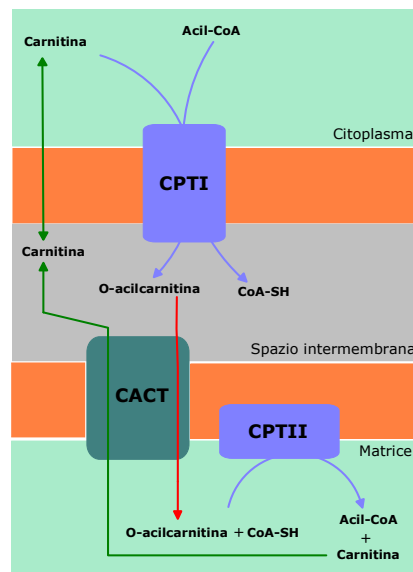 Acil-CoA
Carnitina
Citoplasma
CPTI
Carnitina
O-acilcarnitina
CoA-SH
Spazio intermembrana
CACT
CPTII
Matrice
O-acilcarnitina + CoA-SH
Acil-CoA
+
Carnitina